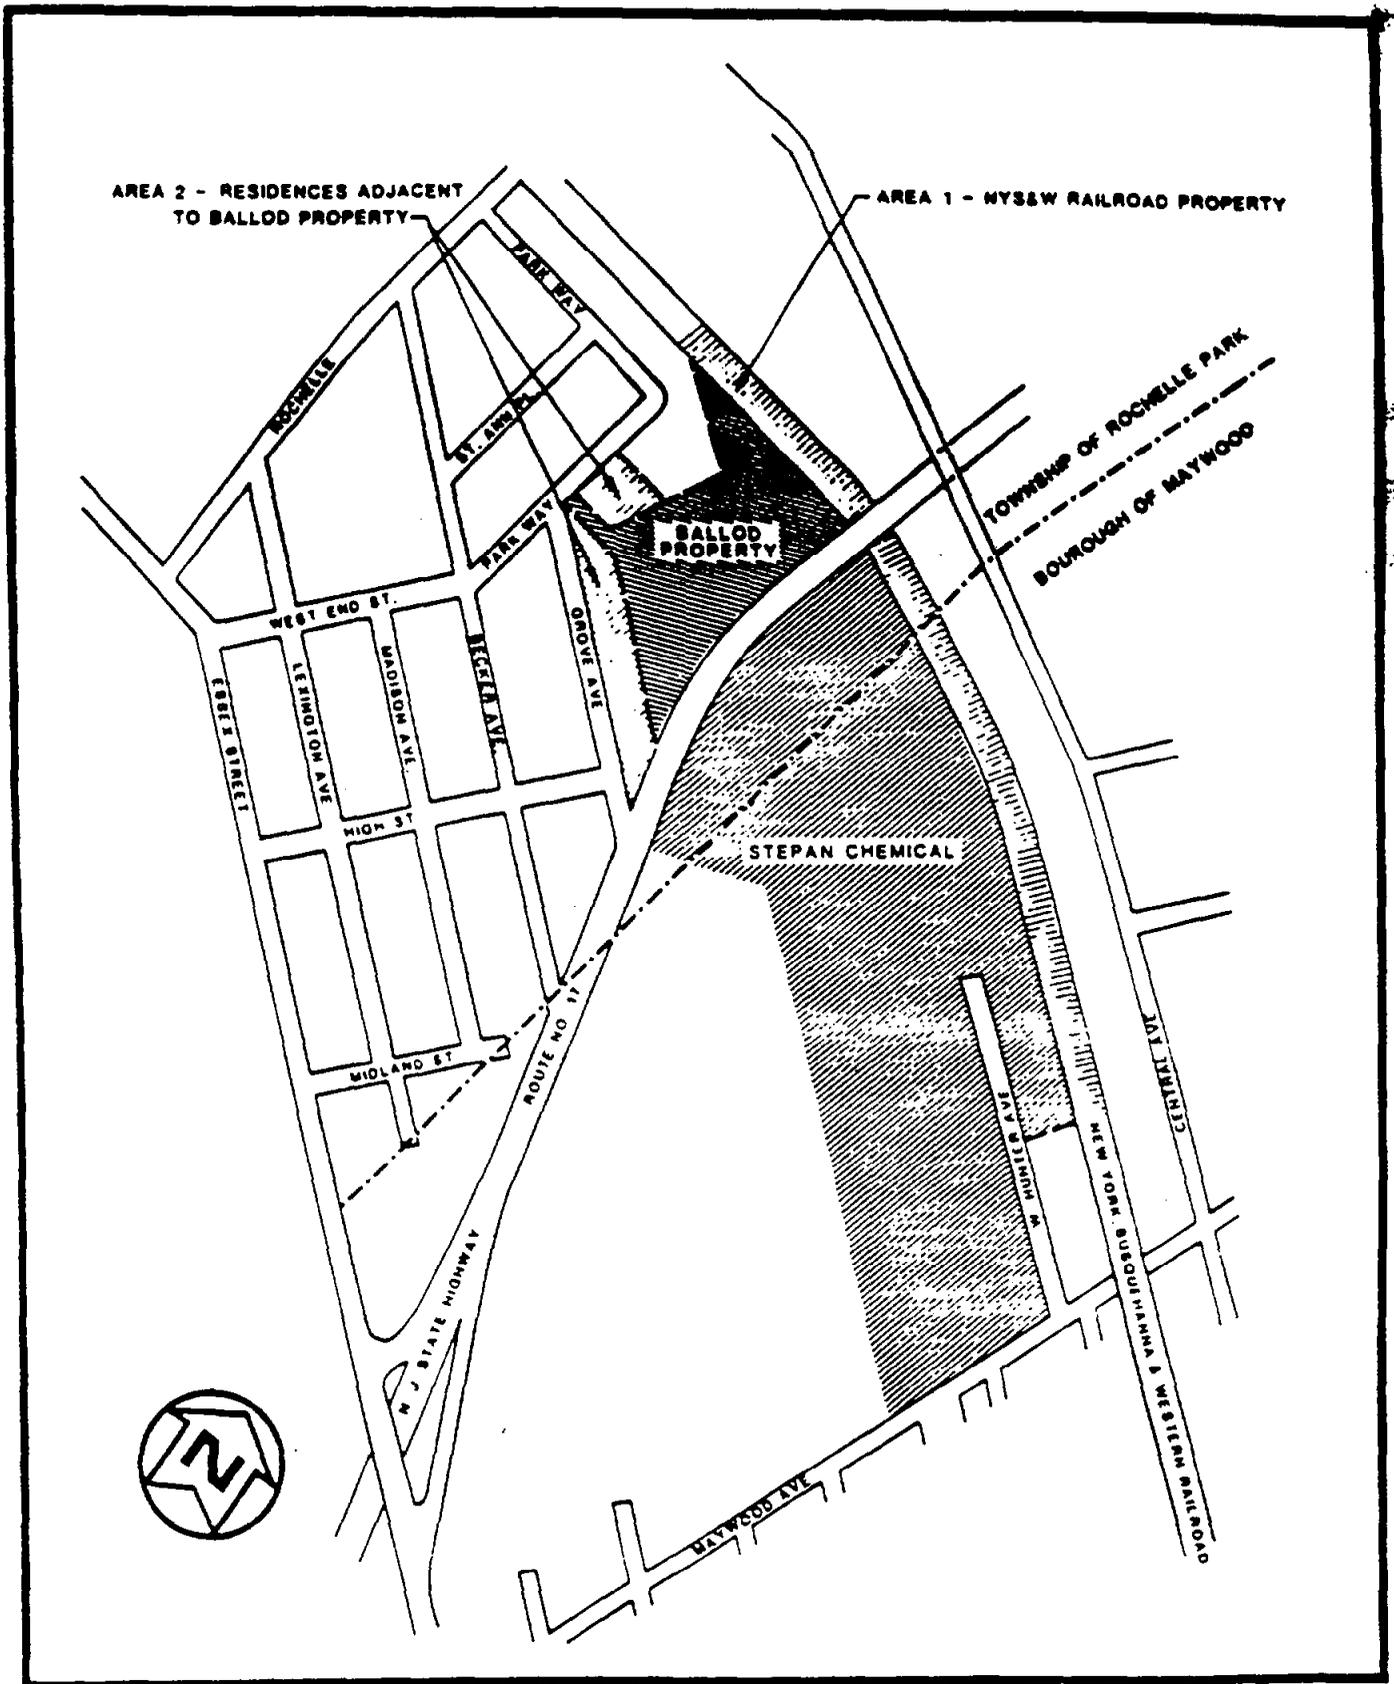 AREA 2 - RESIDENCES ADJACENT
TO BALLOD PROPERTY
AREA 1 - NYS&W RAILROAD PROPERTY
PARK WAY
ROCHELLE
ST. ANN PL.
PARK WAY
BALLOD
PROPERTY
TOWNSHIP OF ROCHELLE PARK
BOUROUGH OF MAYWOOD
WEST END ST.
GROVE AVE
BECKER AVE.
MADISON AVE.
LEXINGTON AVE
ESSEX STREET
HIGH ST
STEPAN CHEMICAL
MIDLAND ST
ROUTE NO 17
W HUNTER AVE
CENTRAL AVE
NEW YORK. SUSQUEHANNA & WESTERN RAILROAD
N J STATE HIGHWAY
N
MAYWOOD AVE